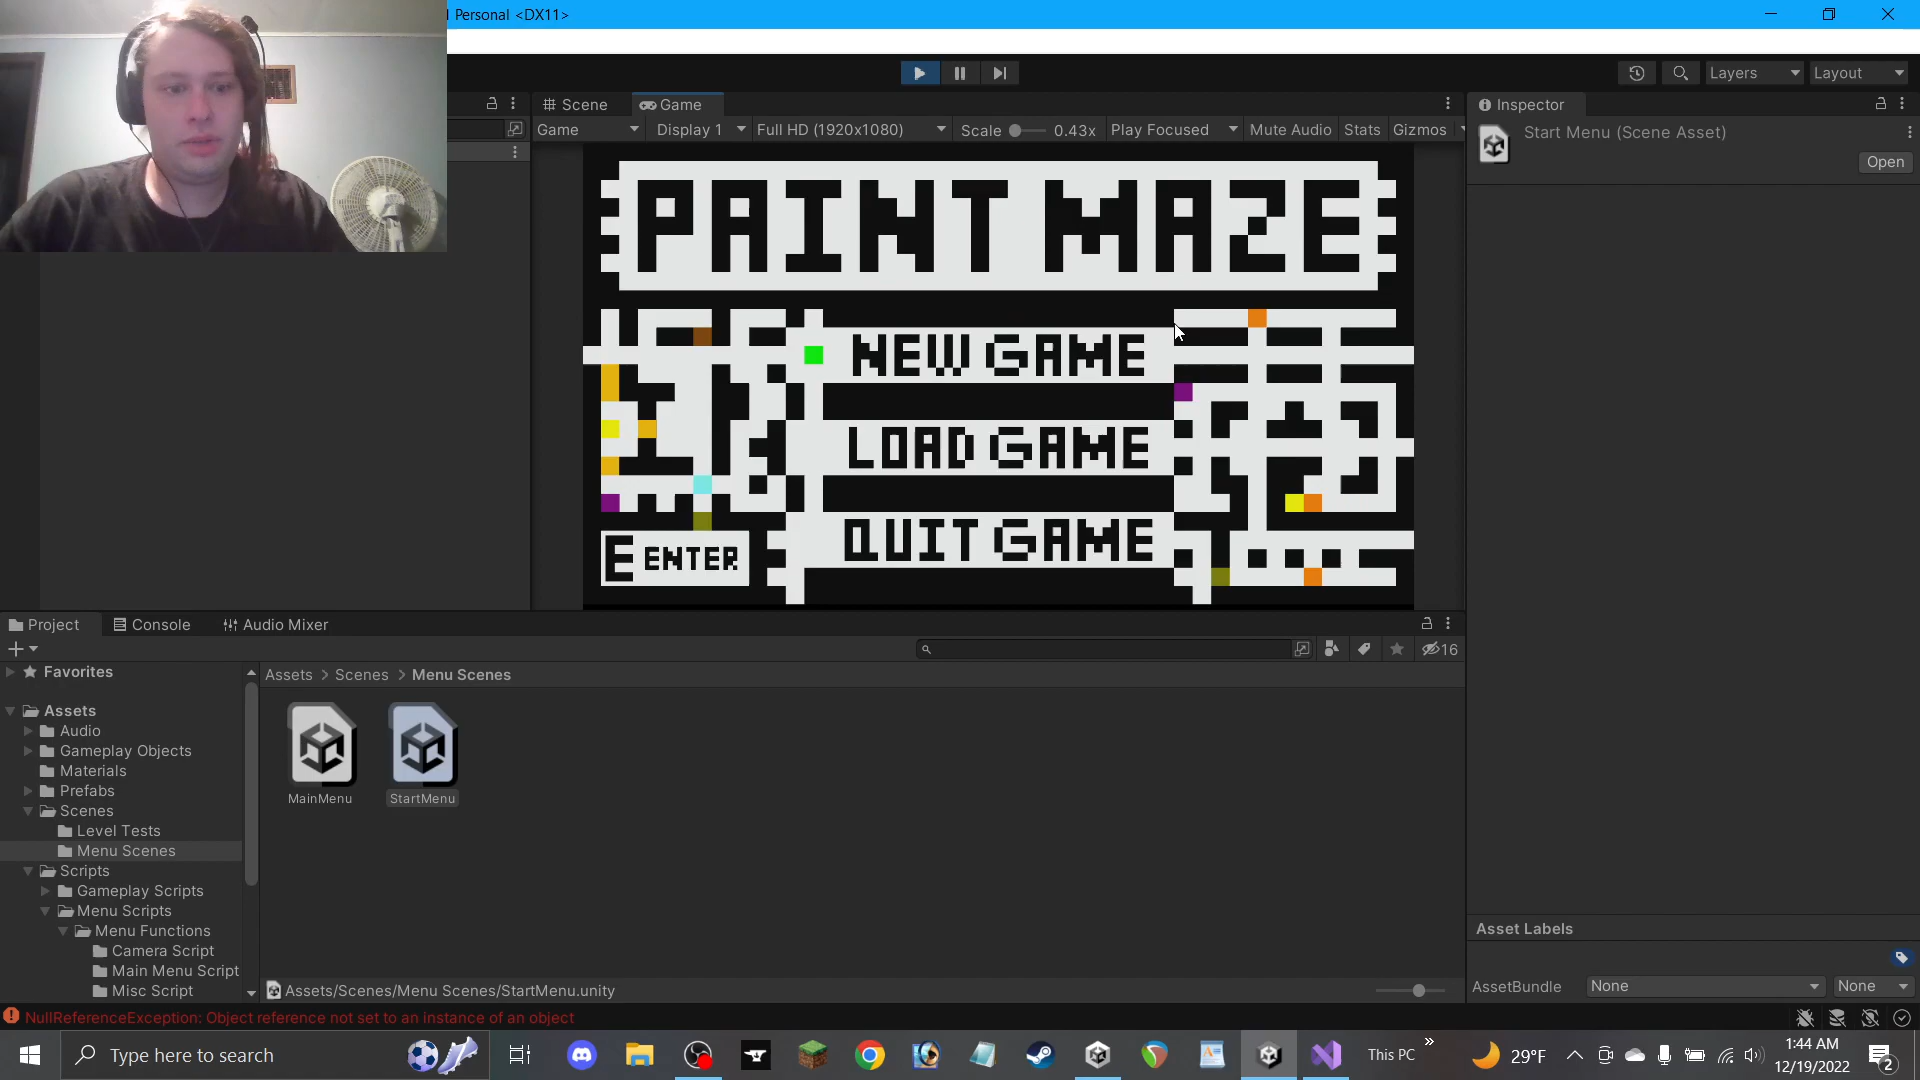 Personal <DX11>
Layers
Layout
Scene
Game
Inspector
Game
Display 1
Full HD (1920x1080)
Scale
0.43x
Play Focused
Mute Audio
Stats
Gizmos
Start Menu (Scene Asset)
Open
PAINT MAZE
NEW GAME
LOAD GAME
QUIT GAME
E ENTER
Project
Console
Audio Mixer
16
Favorites
Assets > Scenes > Menu Scenes
Assets
Audio
Gameplay Objects
Materials
Prefabs
Scenes
Level Tests
Menu Scenes
Scripts
Gameplay Scripts
Menu Scripts
Menu Functions
Camera Script
Main Menu Script
Misc Script
MainMenu
StartMenu
Assets/Scenes/Menu Scenes/StartMenu.unity
Asset Labels
AssetBundle
None
None
NullReferenceException: Object reference not set to an instance of an object
Type here to search
This PC
29°F
1:44 AM
12/19/2022
2